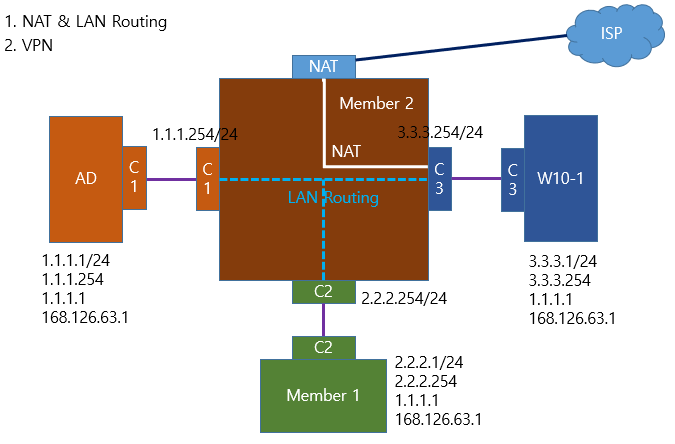 1. NAT & LAN Routing
2. VPN
ISP
NAT
Member 2
1.1.1.254/24
3.3.3.254/24
NAT
AD
C
1
C
1
LAN Routing
C
3
C
3
W10-1
1.1.1.1/24
1.1.1.254
1.1.1.1
168.126.63.1
3.3.3.1/24
3.3.3.254
1.1.1.1
168.126.63.1
C2
2.2.2.254/24
C2
Member 1
2.2.2.1/24
2.2.2.254
1.1.1.1
168.126.63.1